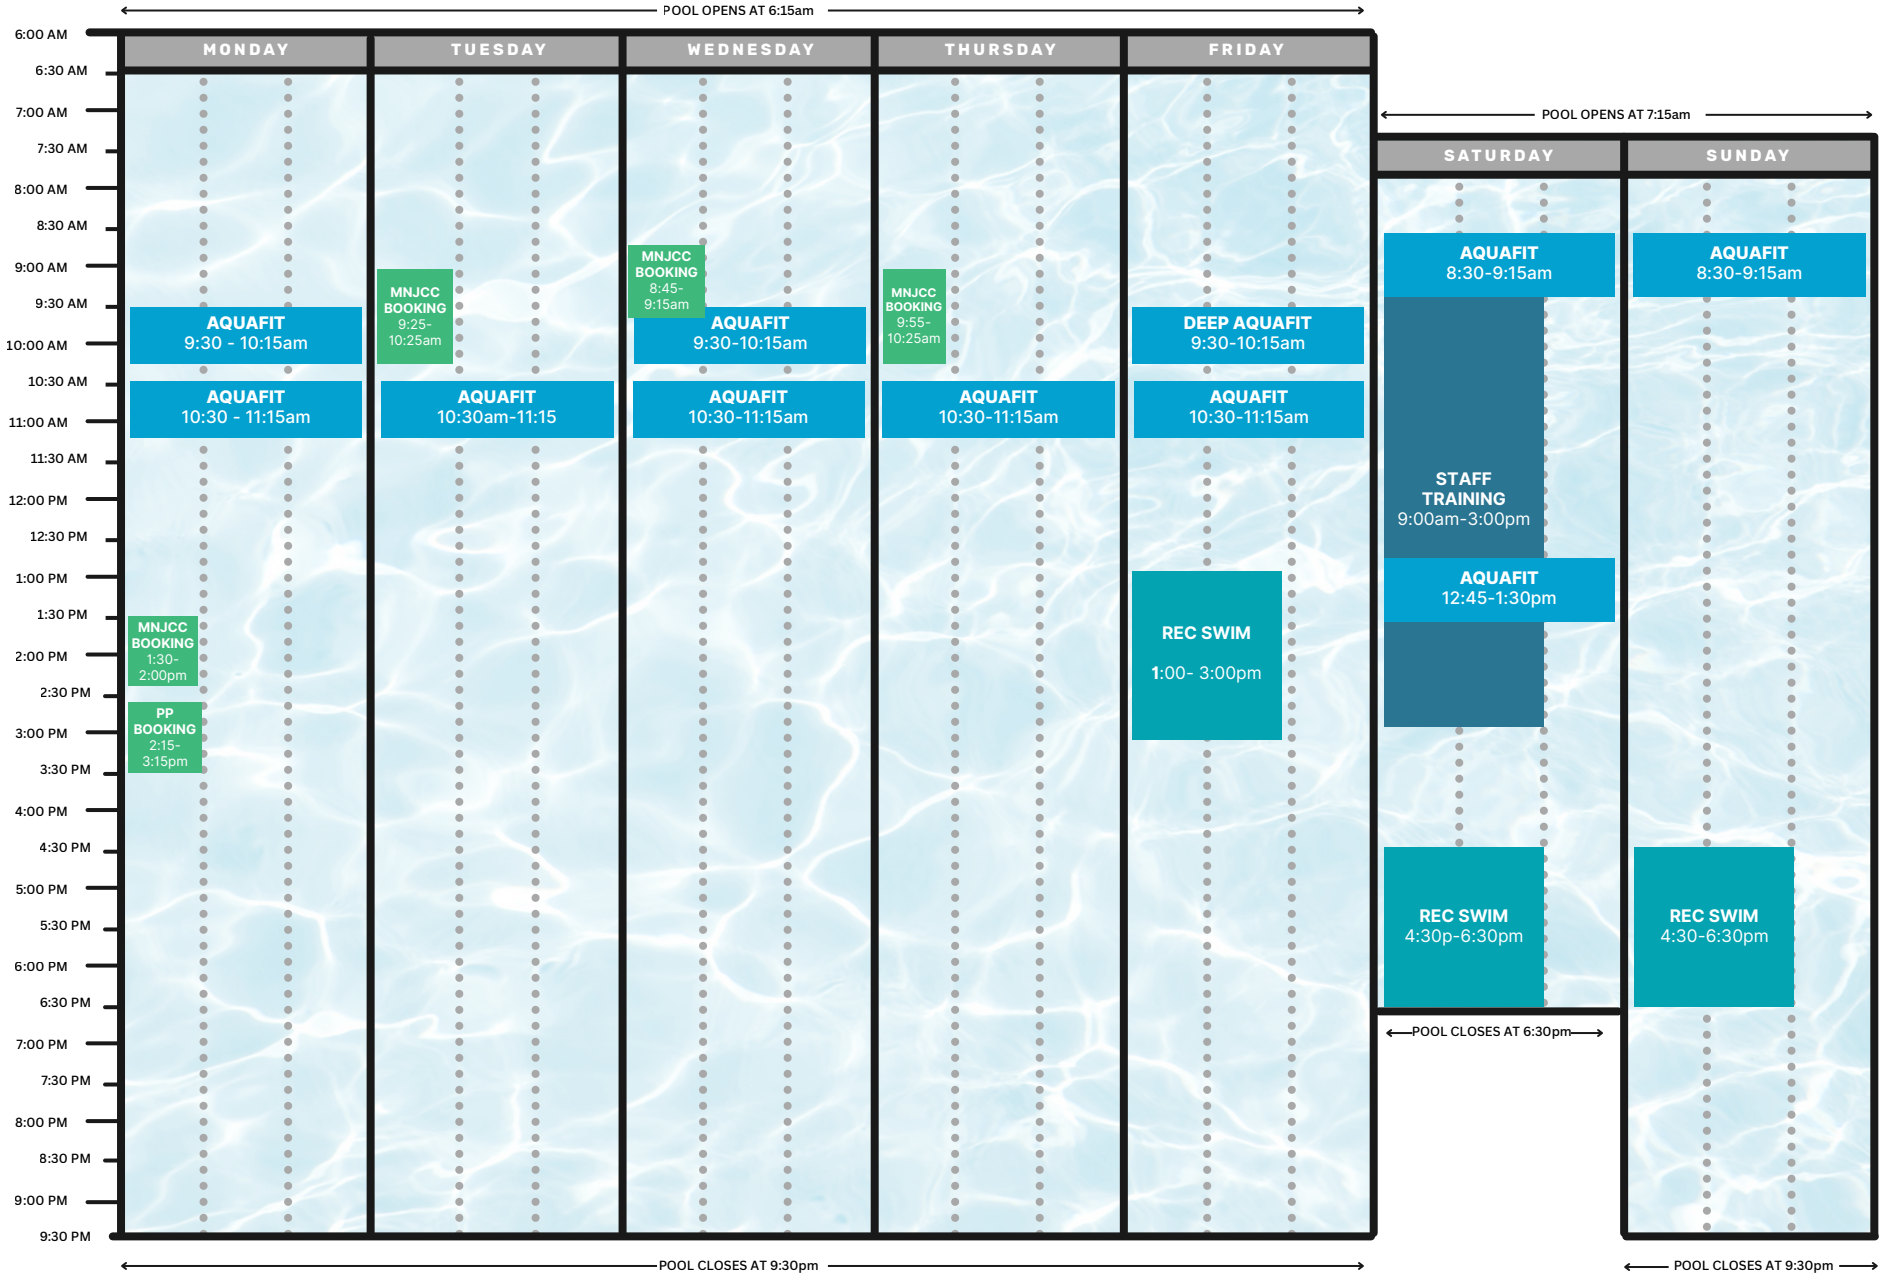 POOL OPENS AT 6:15am
6:00 AM
6:30 AM
7:00 AM
7:30 AM
8:00 AM
8:30 AM
9:00 AM
9:30 AM
10:00 AM
10:30 AM
11:00 AM
11:30 AM
12:00 PM
12:30 PM
1:00 PM
1:30 PM
2:00 PM
2:30 PM
3:00 PM
3:30 PM
4:00 PM
4:30 PM
5:00 PM
5:30 PM
6:00 PM
6:30 PM
7:00 PM
7:30 PM
8:00 PM
8:30 PM
9:00 PM
9:30 PM
MONDAY
AQUAFIT
9:30 - 10:15am
AQUAFIT
10:30 - 11:15am
MNJCC
BOOKING
1:30-
2:00pm
PP
BOOKING
2:15-
3:15pm
TUESDAY
MNJCC
BOOKING
9:25-
10:25am
AQUAFIT
10:30am-11:15
WEDNESDAY
MNJCC
BOOKING
8:45-
9:15am
AQUAFIT
9:30-10:15am
AQUAFIT
10:30-11:15am
THURSDAY
MNJCC
BOOKING
9:55-
10:25am
AQUAFIT
10:30-11:15am
FRIDAY
DEEP AQUAFIT
9:30-10:15am
AQUAFIT
10:30-11:15am
REC SWIM
1:00- 3:00pm
POOL OPENS AT 7:15am
SATURDAY
AQUAFIT
8:30-9:15am
STAFF
TRAINING
9:00am-3:00pm
AQUAFIT
12:45-1:30pm
REC SWIM
4:30p-6:30pm
POOL CLOSES AT 6:30pm
SUNDAY
AQUAFIT
8:30-9:15am
REC SWIM
4:30-6:30pm
POOL CLOSES AT 9:30pm
POOL CLOSES AT 9:30pm